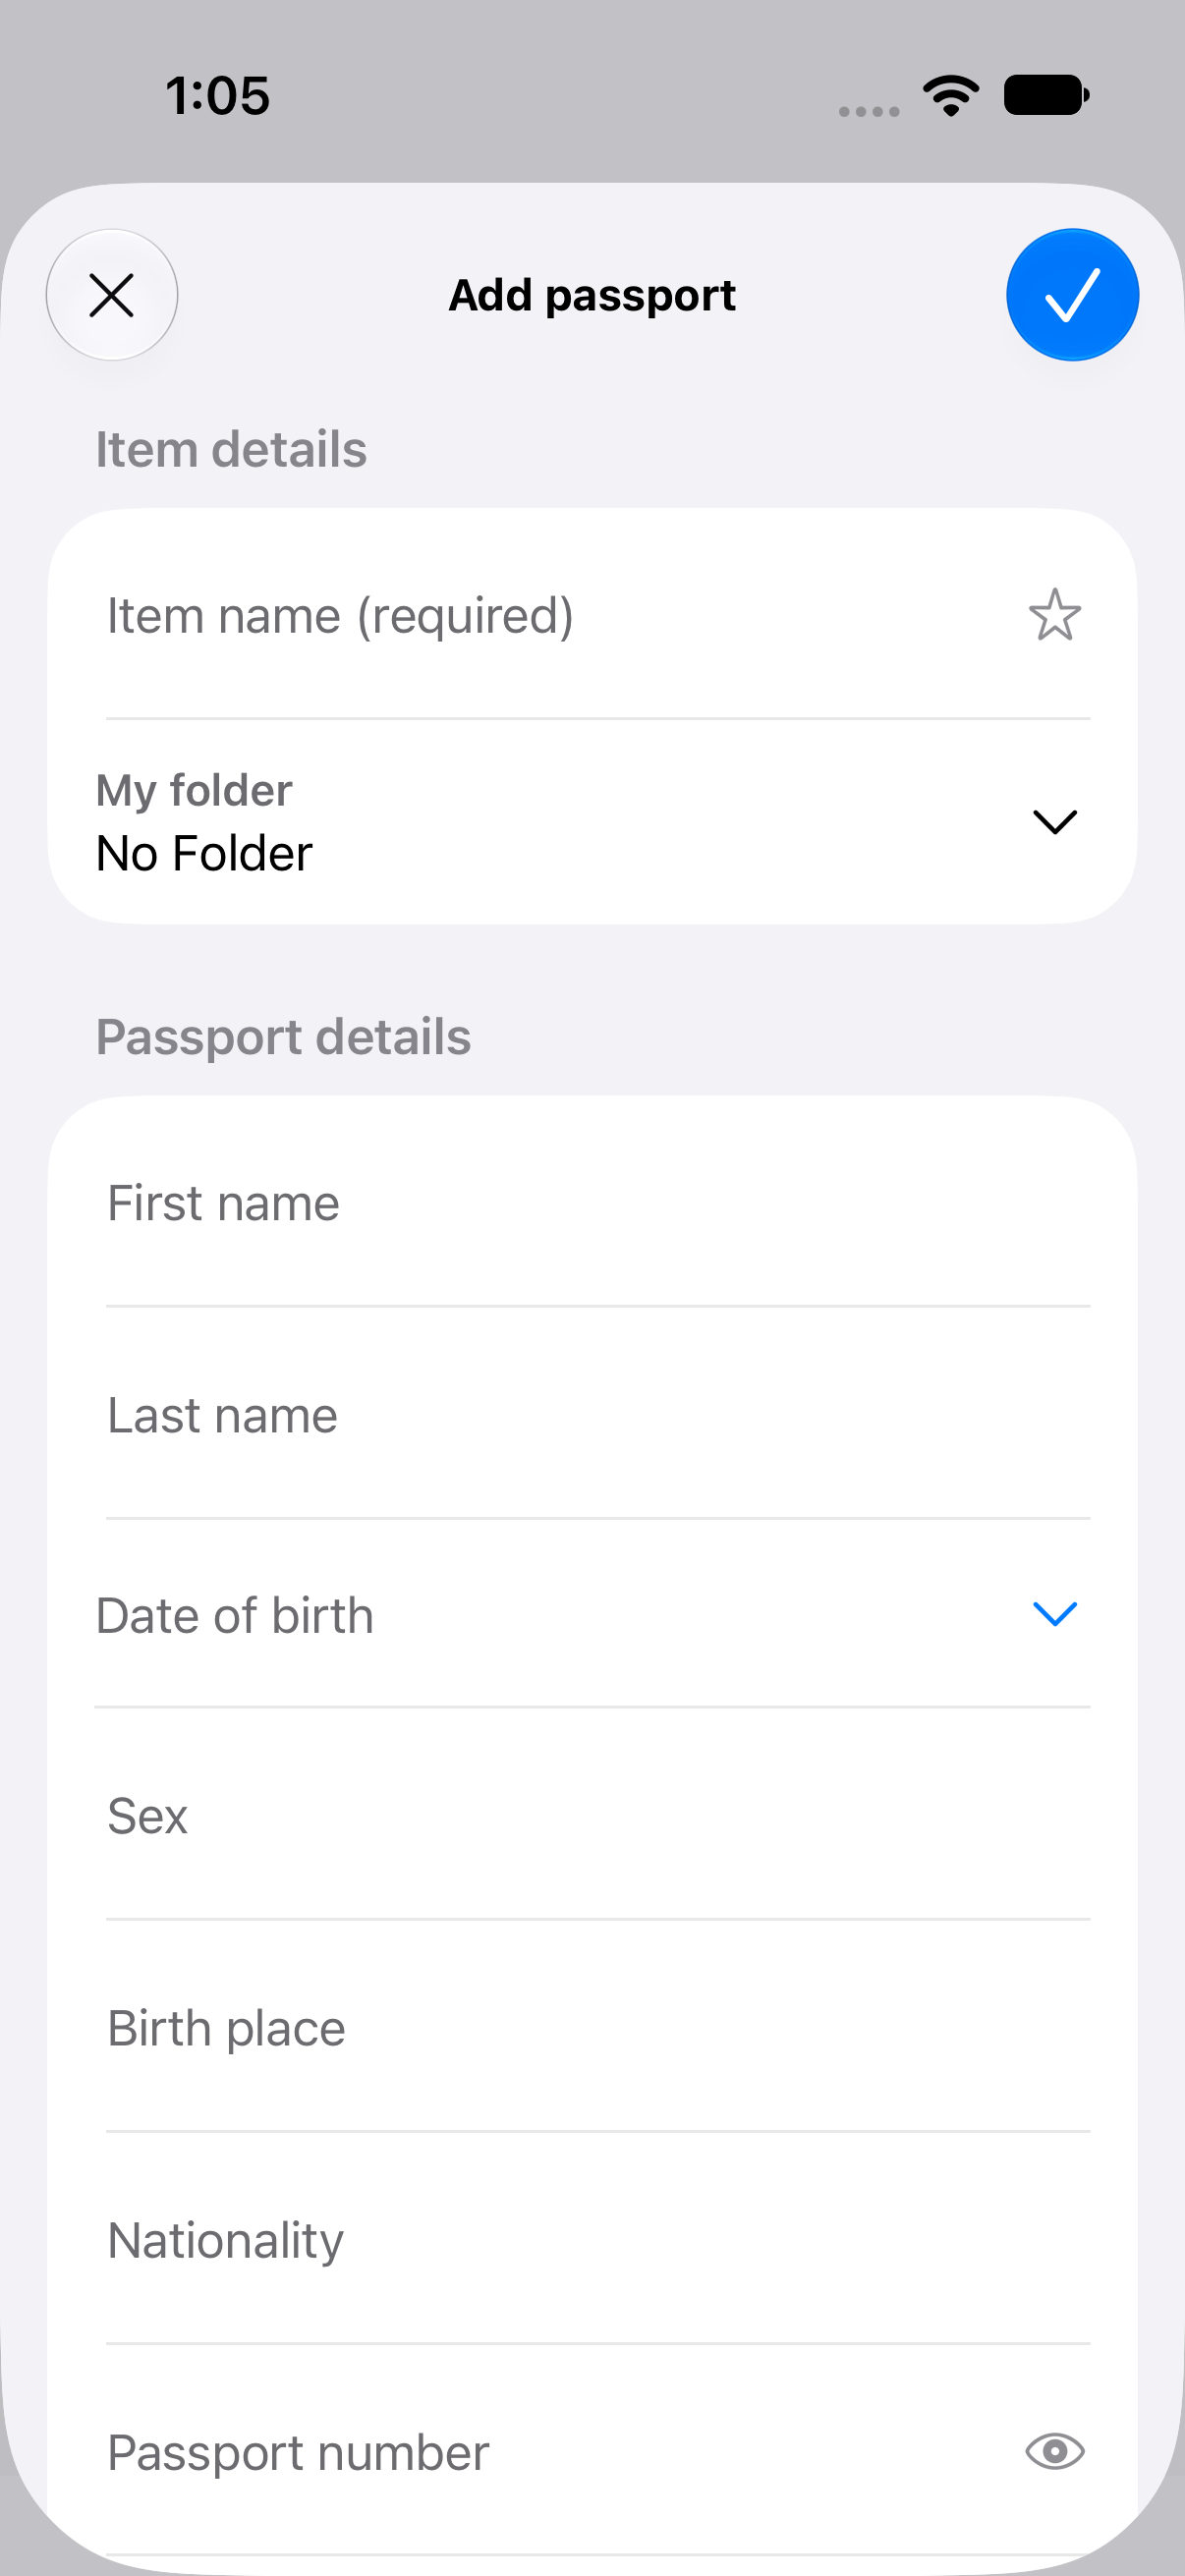 1:05
Add passport
Item details
Item name (required)
My folder
No Folder
Passport details
First name
Last name
Date of birth
Sex
Birth place
Nationality
Passport number